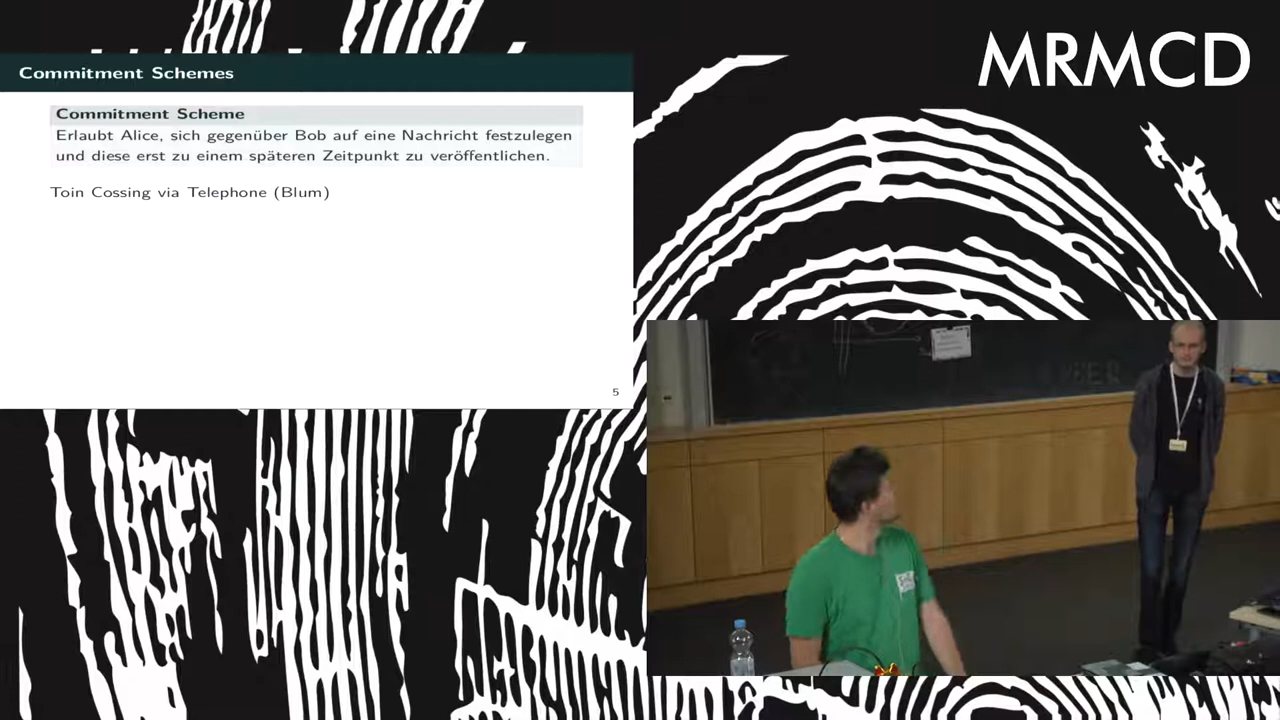 Commitment Schemes
Commitment Scheme
Erlaubt Alice, sich gegenüber Bob auf eine Nachricht festzulegen
und diese erst zu einem späteren Zeitpunkt zu veröffentlichen.
Toin Cossing via Telephone (Blum)
5
MRMCD